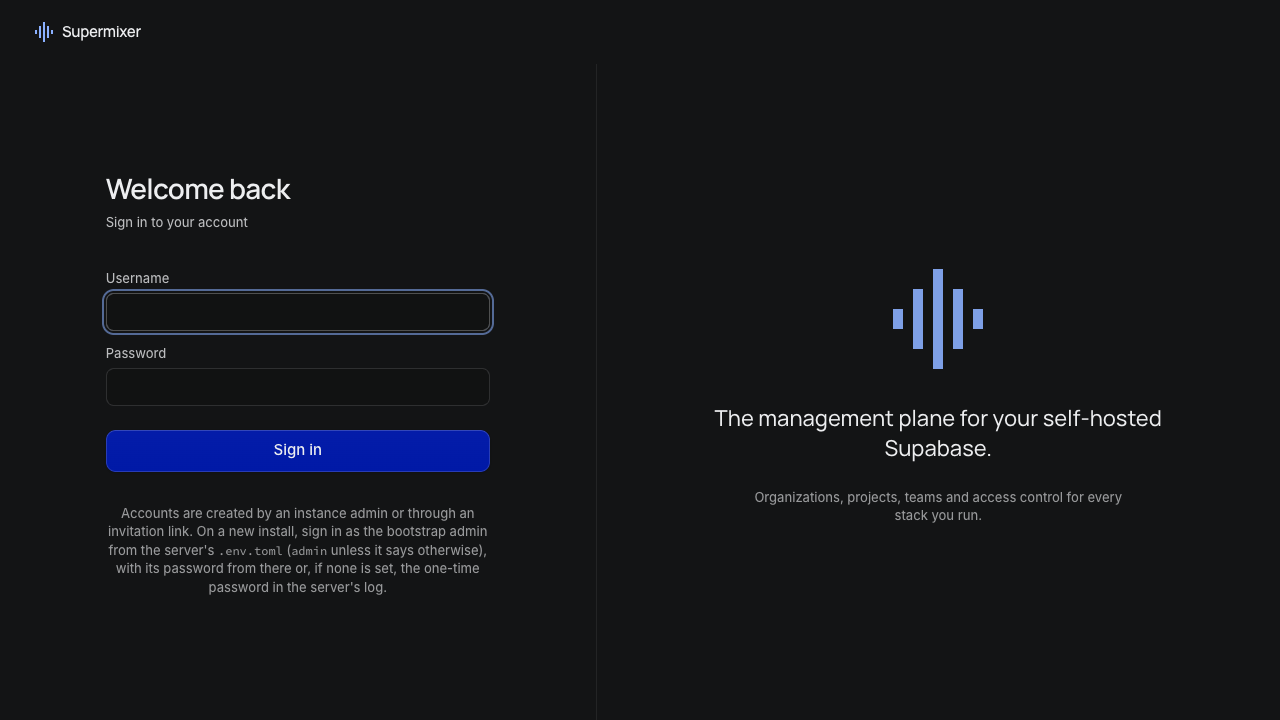 Supermixer
Welcome back
Sign in to your account
Username
Password
Sign in
Accounts are created by an instance admin or through an
invitation link. On a new install, sign in as the bootstrap admin
from the server's .env.toml (admin unless it says otherwise),
with its password from there or, if none is set, the one-time
password in the server's log.
The management plane for your self-hosted
Supabase.
Organizations, projects, teams and access control for every
stack you run.